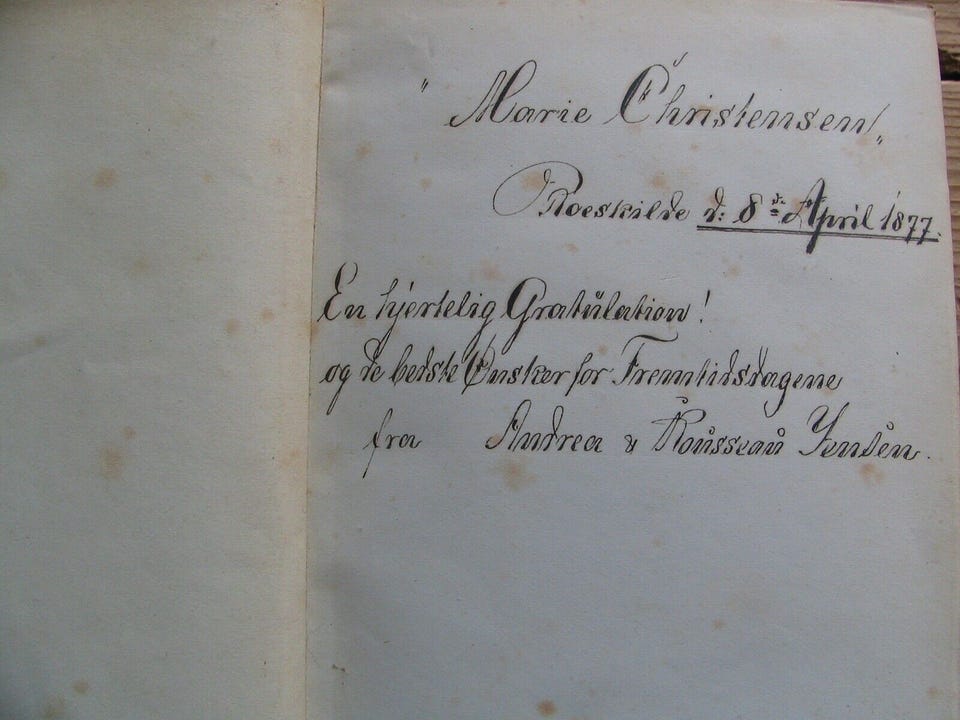 " Marie Christensen „
Roeskilde d: 8de April 1877.
En hjertelig Gratulation!
og de bedste Ønsker for Fremtidsdagene
fra Andrea & Rousseau Jensen.